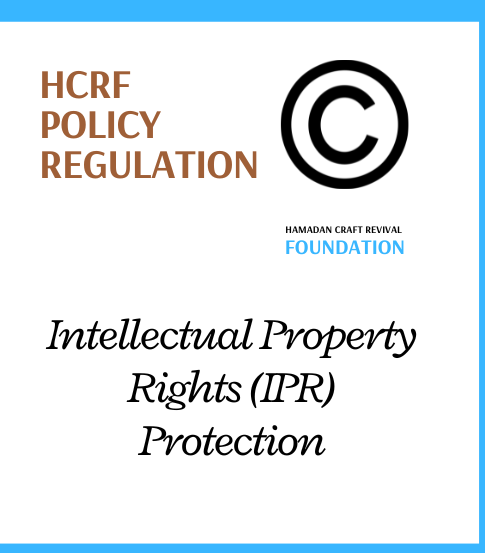 HCRF
POLICY
REGULATION
©
HAMADAN CRAFT REVIVAL
FOUNDATION
Intellectual Property
Rights (IPR)
Protection